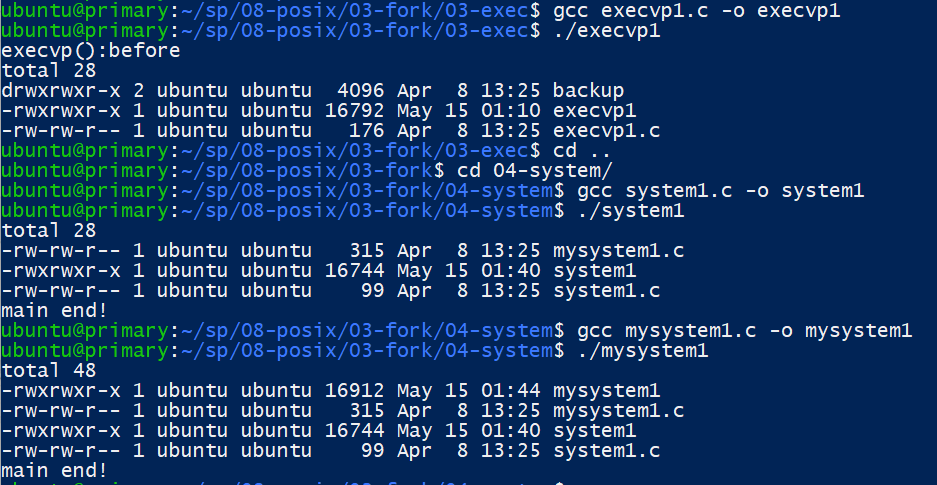 ubuntu@primary:~/sp/08-posix/03-fork/03-exec$ gcc execvp1.c -o execvp1
ubuntu@primary:~/sp/08-posix/03-fork/03-exec$ ./execvp1
execvp():before
total 28
drwxrwxr-x 2 ubuntu ubuntu  4096 Apr  8 13:25 backup
-rwxrwxr-x 1 ubuntu ubuntu 16792 May 15 01:10 execvp1
-rw-rw-r-- 1 ubuntu ubuntu   176 Apr  8 13:25 execvp1.c
ubuntu@primary:~/sp/08-posix/03-fork/03-exec$ cd ..
ubuntu@primary:~/sp/08-posix/03-fork$ cd 04-system/
ubuntu@primary:~/sp/08-posix/03-fork/04-system$ gcc system1.c -o system1
ubuntu@primary:~/sp/08-posix/03-fork/04-system$ ./system1
total 28
-rw-rw-r-- 1 ubuntu ubuntu   315 Apr  8 13:25 mysystem1.c
-rwxrwxr-x 1 ubuntu ubuntu 16744 May 15 01:40 system1
-rw-rw-r-- 1 ubuntu ubuntu    99 Apr  8 13:25 system1.c
main end!
ubuntu@primary:~/sp/08-posix/03-fork/04-system$ gcc mysystem1.c -o mysystem1
ubuntu@primary:~/sp/08-posix/03-fork/04-system$ ./mysystem1
total 48
-rwxrwxr-x 1 ubuntu ubuntu 16912 May 15 01:44 mysystem1
-rw-rw-r-- 1 ubuntu ubuntu   315 Apr  8 13:25 mysystem1.c
-rwxrwxr-x 1 ubuntu ubuntu 16744 May 15 01:40 system1
-rw-rw-r-- 1 ubuntu ubuntu    99 Apr  8 13:25 system1.c
main end!